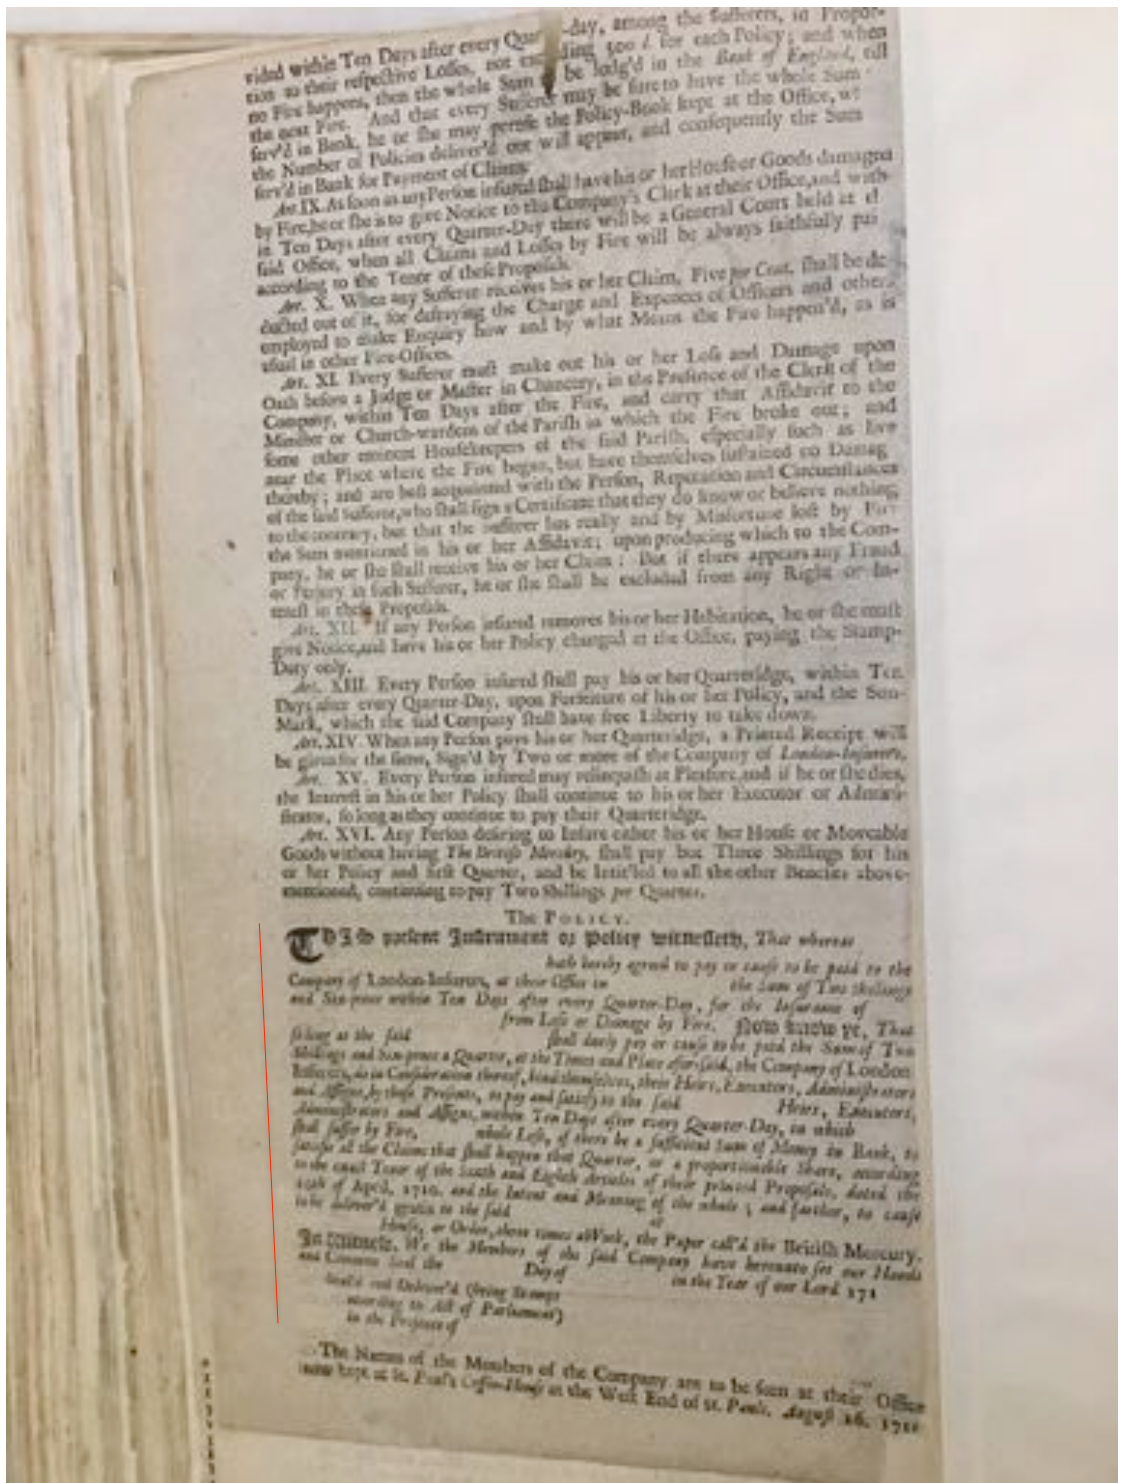 vided within Ten Days after every Quar -day, among the Sufferers, in Propor-
tion to their respective Losses, not exc ding 500 l for each Policy; and when
no Fire happens, then the whole Sum be lodg'd in the Bank of England, till
the next Fire. And that every Sufferer may be sure to have the whole Sum
serv'd in Bank, he or she may peruse the Policy-Book kept at the Office, w
the Number of Policies deliver'd out will appear, and consequently the Sum
serv'd in Bank for Payment of Claims.
Art. IX. As soon as any Person insured shall have his or her House or Goods damaged
by Fire, he or she is to give Notice to the Company's Clerk at their Office, and with-
in Ten Days after every Quarter-Day there will be a General Court held at
said Office, when all Claims and Losses by Fire will be always faithfully pai
according to the Tenor of these Proposals.
Art. X. When any Sufferer receives his or her Claim, Five per Cent. shall be de
ducted out of it, for defraying the Charge and Expences of Officers and others
employed to make Enquiry how and by what Means the Fire happen'd, as is
usual in other Fire-Offices.
Art. XI. Every Sufferer must make out his or her Loss and Damage upon
Oath before a Judge or Master in Chancery, in the Presence of the Clerk of the
Company, within Ten Days after the Fire, and carry that Affidavit to the
Minister or Church-wardens of the Parish in which the Fire broke out; and
some other eminent Housekeepers of the said Parish, especially such as live
near the Place where the Fire began, but have themselves sustained no Damag
thereby; and are best acquainted with the Person, Reputation and Circumstances
of the said Sufferer, who shall sign a Certificate that they do know or believe nothing
to the contrary, but that the Sufferer has really and by Misfortune lost by Fire
the Sum mentioned in his or her Affidavit; upon producing which to the Com-
pany, he or she shall receive his or her Claim: But if there appears any Fraud
or Perjury in such Sufferer, he or she shall be excluded from any Right or In-
terest in these Proposals.
Art. XII. If any Person insured removes his or her Habitation, he or she must
give Notice, and have his or her Policy changed at the Office, paying the Stamp-
Duty only.
Art. XIII. Every Person insured shall pay his or her Quarteridge, within Ten
Days after every Quarter-Day, upon Forfeiture of his or her Policy, and the Sun-
Mark, which the said Company shall have free Liberty to take down.
Art. XIV. When any Person pays his or her Quarteridge, a Printed Receipt will
be given for the same, Sign'd by Two or more of the Company of London-Insurers.
Art. XV. Every Person insured may relinquish at Pleasure, and if he or she dies,
the Interest in his or her Policy shall continue to his or her Executor or Admini-
strator, so long as they continue to pay their Quarteridge.
Art. XVI. Any Person desiring to Insure either his or her House or Moveable
Goods without having The British Mercury, shall pay but Three Shillings for his
or her Policy and first Quarter, and be Intitled to all the other Benefits above-
mentioned, continuing to pay Two Shillings per Quarter.
The POLICY.
THIS present Instrument or Policy witnesseth, That whereas
hath hereby agreed to pay or cause to be paid to the
Company of London-Insurers, at their Office in the Sum of Two Shillings
and Six-pence within Ten Days after every Quarter-Day, for the Insurance of
from Loss or Damage by Fire. Now know ye, That
so long as the said shall duely pay or cause to be paid the Sum of Two
Shillings and Six-pence a Quarter, at the Times and Place afore-said, the Company of London
Insurers, do in Consideration thereof, bind themselves, their Heirs, Executors, Administrators
and Assigns, by these Presents, to pay and satisfy to the said Heirs, Executors,
Administrators and Assigns, within Ten Days after every Quarter-Day, in which
shall suffer by Fire, whole Loss, if there be a sufficient Sum of Money in Bank, to
satisfie all the Claims that shall happen that Quarter, or a proportionable Share, according
to the exact Tenor of the Sixth and Eighth Articles of their printed Proposals, dated the
of April, 1710. and the Intent and Meaning of the whole; and farther, to cause
to be deliver'd gratis to the said at
House, or Order, three times a Week, the Paper call'd the British Mercury.
In witness, We the Members of the said Company have hereunto set our Hands
and Common Seal the Day of in the Year of our Lord 171
Seal'd and Deliver'd (being Stampt
according to Act of Parliament)
in the Presence of
The Names of the Members of the Company are to be seen at their Office
now kept at St. Paul's Coffee-House at the West End of St. Pauls. August 26. 1710